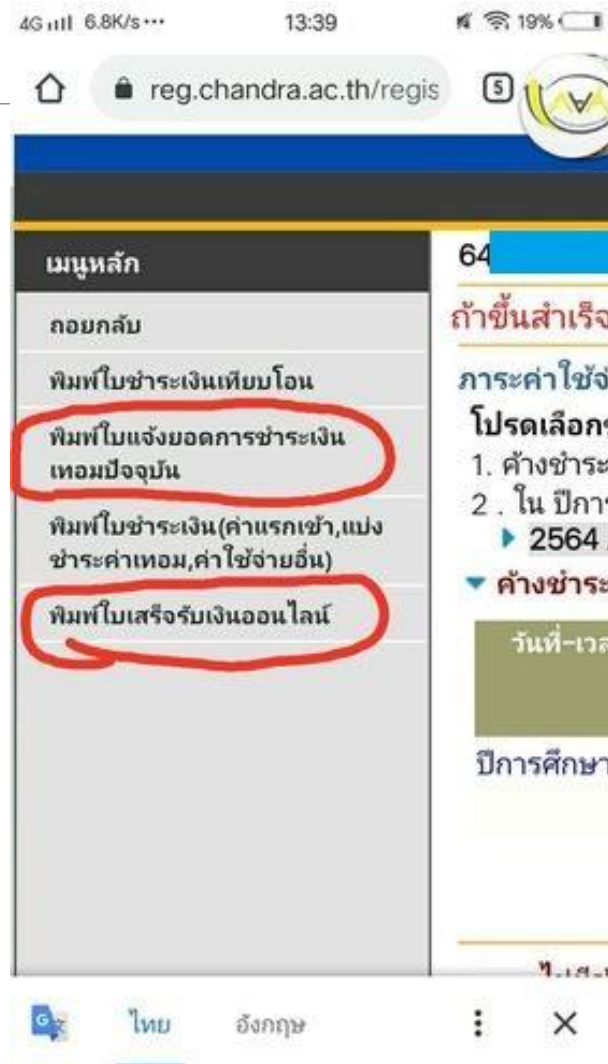 4G 6.8K/s ··· 13:39 19%
reg.chandra.ac.th/regis 5
เมนูหลัก
ถอยกลับ
พิมพ์ใบชำระเงินเทียบโอน
พิมพ์ใบแจ้งยอดการชำระเงิน
เทอมปัจจุบัน
พิมพ์ใบชำระเงิน(ค่าแรกเข้า,แบ่ง
ชำระค่าเทอม,ค่าใช้จ่ายอื่น)
พิมพ์ใบเสร็จรับเงินออนไลน์
64
ถ้าขึ้นสำเร็จ
ภาระค่าใช้จ่
โปรดเลือก
1. ค้างชำระ
2 . ใน ปีการ
2564
ค้างชำระ
วันที่-เวล
ปีการศึกษา
ไทย อังกฤษ